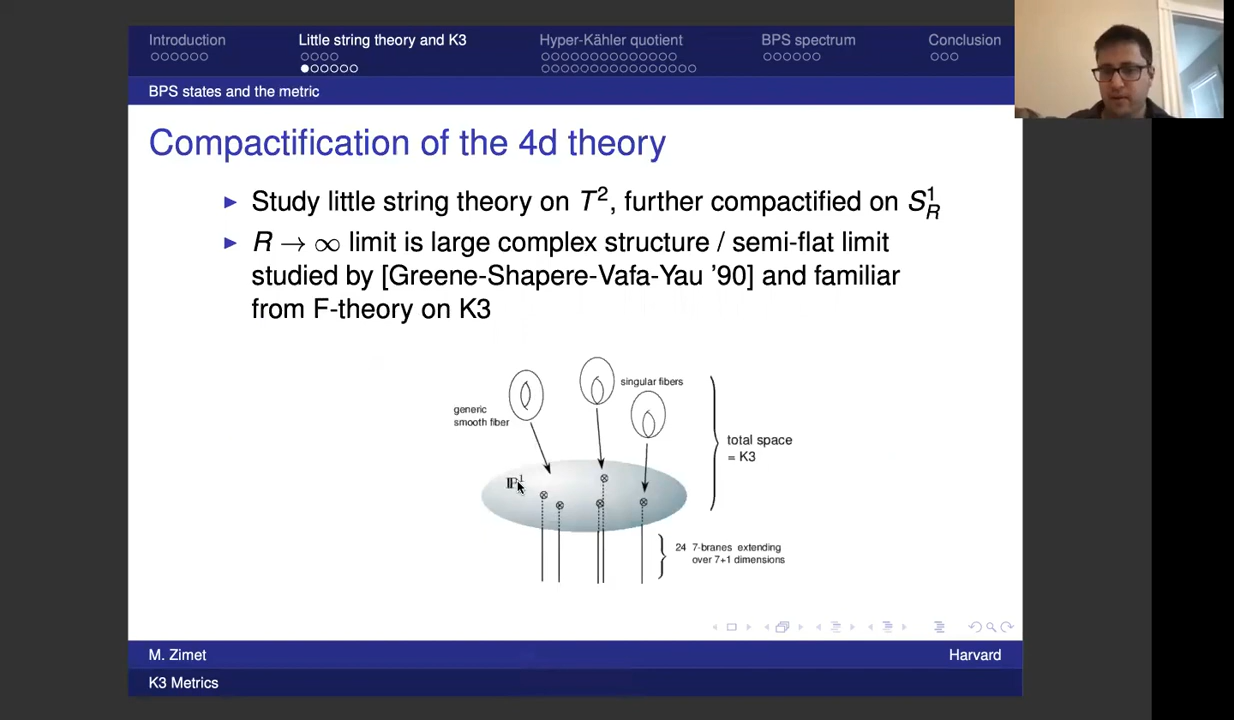 Introduction
Little string theory and K3
Hyper-Kähler quotient
BPS spectrum
Conclusion
BPS states and the metric
Compactification of the 4d theory
Study little string theory on T², further compactified on S¹_R
R → ∞ limit is large complex structure / semi-flat limit
studied by [Greene-Shapere-Vafa-Yau '90] and familiar
from F-theory on K3
singular fibers
generic
smooth fiber
total space
= K3
ℙ¹
24 7-branes extending
over 7+1 dimensions
M. Zimet
Harvard
K3 Metrics